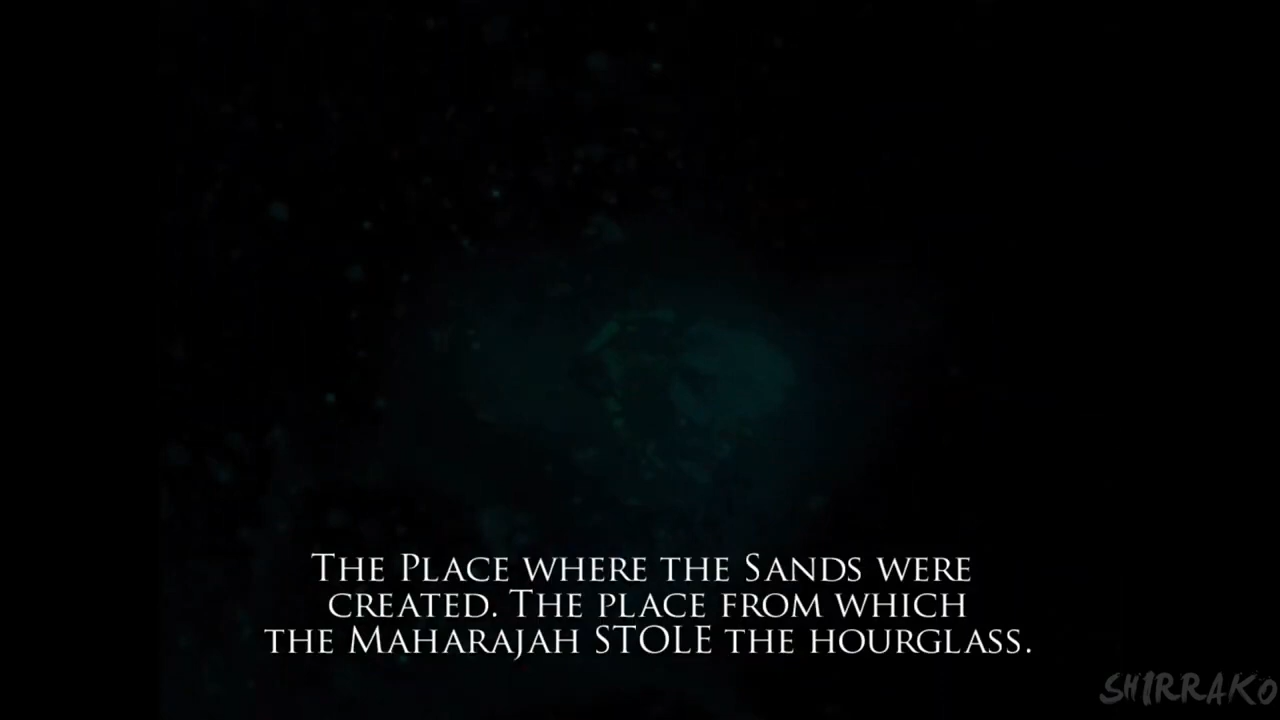 The Place where the Sands were
created. The place from which
the Maharajah STOLE the hourglass.
SHIRRAKO